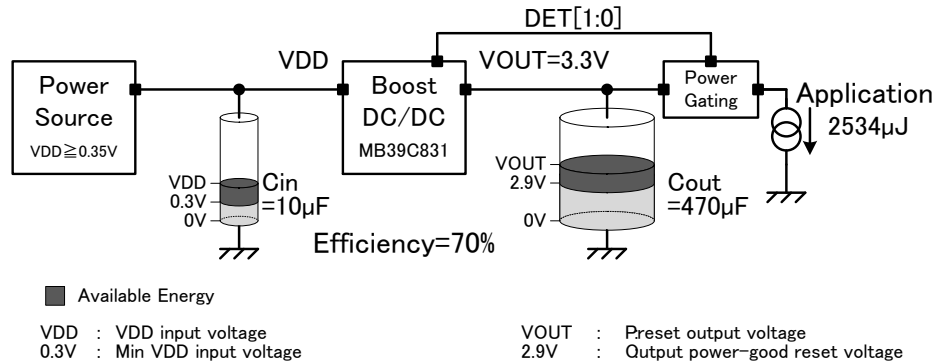 DET[1:0]
VDD
VOUT=3.3V
Power
Source
VDD≧0.35V
Boost
DC/DC
MB39C831
Power
Gating
Application
2534µJ
VDD
0.3V
0V
Cin
=10µF
Efficiency=70%
VOUT
2.9V
0V
Cout
=470µF
Available Energy
VDD : VDD input voltage
0.3V : Min VDD input voltage
VOUT : Preset output voltage
2.9V : Qutput power-good reset voltage